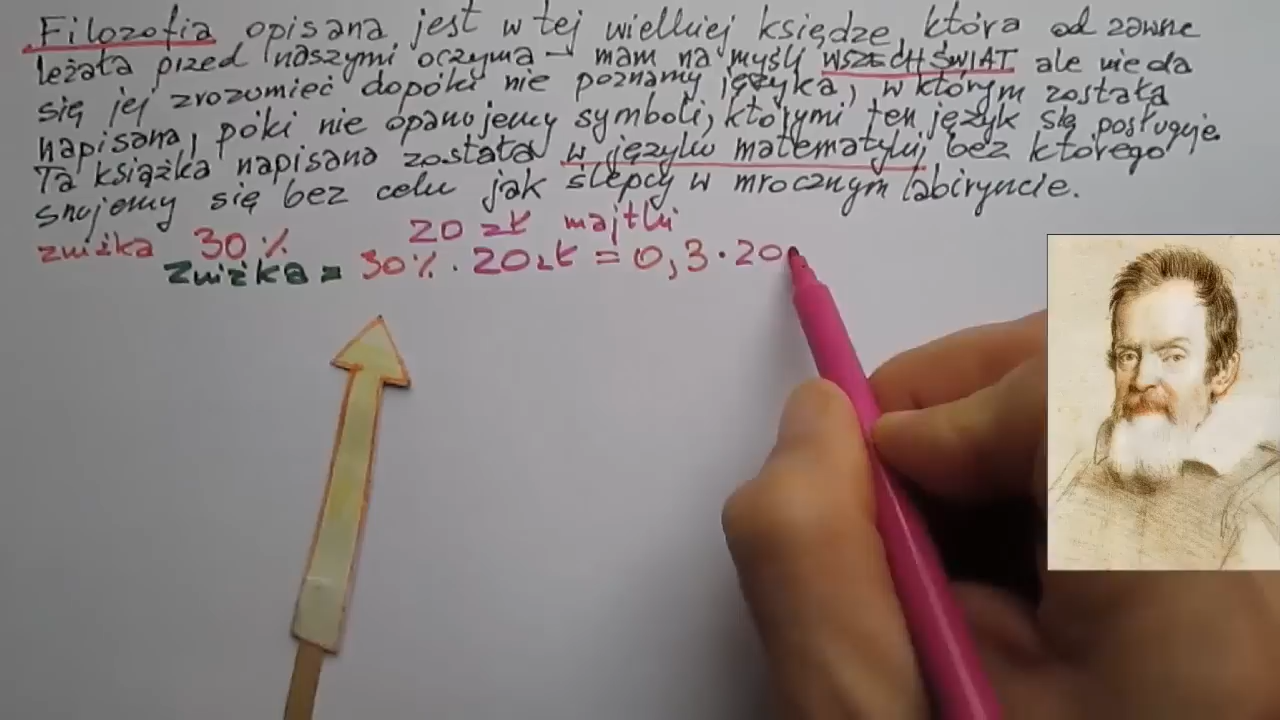 Filozofia opisana jest w tej wielkiej księdze, która od zawne
leżała przed naszymi oczyma - mam na myśli WSZECHŚWIAT ale nie da
się jej zrozumieć dopóki nie poznamy języka, w którym została
napisana, póki nie opanujemy symboli, którymi ten język się posługuje.
Ta książka napisana została w języku matematyki, bez którego
snujemy się bez celu jak ślepcy w mrocznym labiryncie.
zniżka 30% 20 zł majtki
zniżka = 30% · 20zł = 0,3 · 20